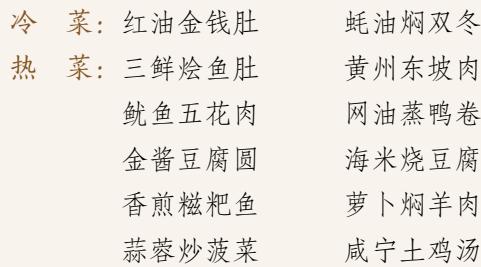 冷 菜：红油金钱肚 蚝油焖双冬
热 菜：三鲜烩鱼肚 黄州东坡肉
鱿鱼五花肉 网油蒸鸭卷
金酱豆腐圆 海米烧豆腐
香煎糍粑鱼 萝卜焖羊肉
蒜蓉炒菠菜 咸宁土鸡汤